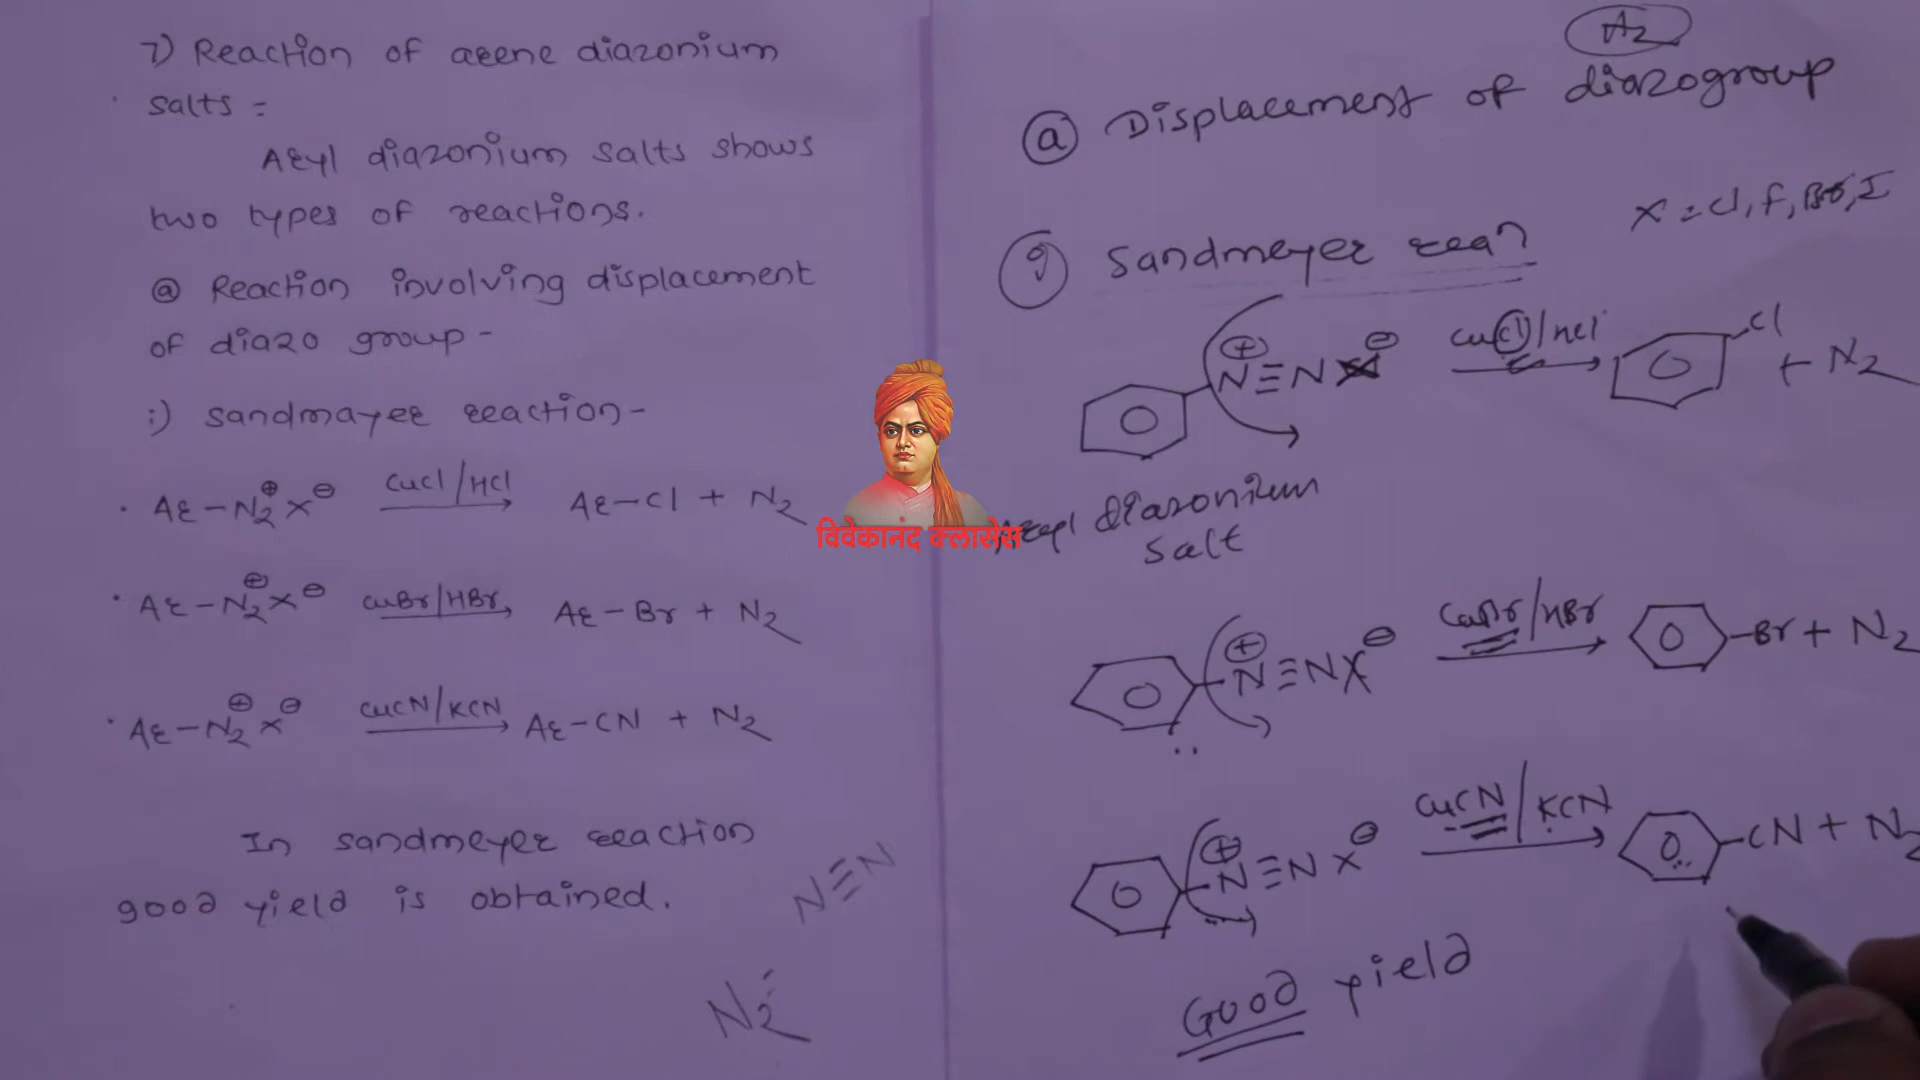 7) Reaction of arene diazonium
salts =
Aryl diazonium salts shows
two types of reactions.
ⓐ Reaction involving displacement
of diazo group -
i) sandmayer reaction -
· Ar - N₂⊕ X⊖ CuCl / HCl Ar - Cl + N₂
· Ar - N₂⊕ X⊖ CuBr / HBr Ar - Br + N₂
· Ar - N₂⊕ X⊖ CuCN / KCN Ar - CN + N₂
In sandmeyer reaction
good yield is obtained.
N≡N
N₂
विवेकानंद क्लासेस
Az
ⓐ Displacement of diazogroup
X = Cl, F, Br, I
Sandmeyer rean
⊕ N≡N X ⊖ CuCl / HCl Cl + N₂
Aryl diazonium
salt
⊕ N≡N X ⊖ CuBr / HBr -Br + N₂
⊕ N≡N X ⊖ CuCN / KCN -CN + N₂
Good yield